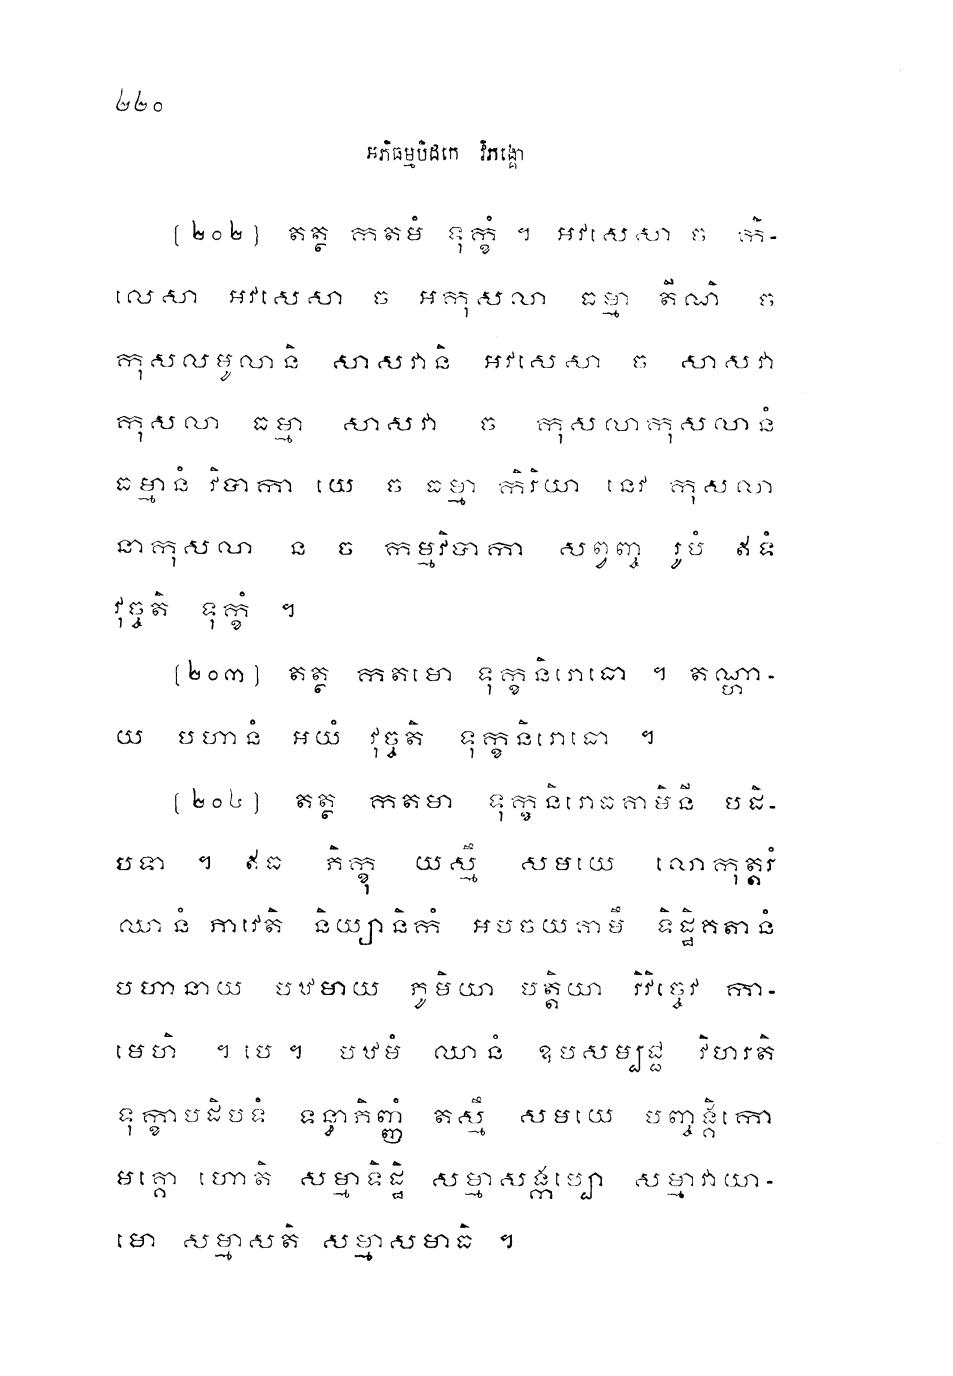 ២២០
អភិធម្មបិដកេ វិភង្គោ
[២០២] តត្ថ កតមំ ទុក្ខំ ។ អវសេសា ច កិ-
លេសា អវសេសា ច អកុសលា ធម្មា តីណិ ច
កុសលមូលានិ សាសវានិ អវសេសា ច សាសវា
កុសលា ធម្មា សាសវា ច កុសលាកុសលានំ
ធម្មានំ វិបាកា យេ ច ធម្មា កិរិយា នេវ កុសលា
នាកុសលា ន ច កម្មវិបាកា សព្វញ្ច រូបំ ឥទំ
វុច្ចតិ ទុក្ខំ ។
[២០៣] តត្ថ កតមោ ទុក្ខនិរោធោ ។ តណ្ហា-
យ បហានំ អយំ វុច្ចតិ ទុក្ខនិរោធោ ។
[២០៤] តត្ថ កតមា ទុក្ខនិរោធគាមិនី បដិ-
បទា ។ ឥធ ភិក្ខុ យស្មឹ សមយេ លោកុត្តរំ
ឈានំ ភាវេតិ និយ្យានិកំ អបចយគាមឹ ទិដ្ឋិគតានំ
បហានាយ បឋមាយ ភូមិយា បត្តិយា វិវិច្ចេវ កា-
មេហិ ។ បេ ។ បឋមំ ឈានំ ឧបសម្បជ្ជ វិហរតិ
ទុក្ខាបដិបទំ ទន្ធាភិញ្ញំ តស្មឹ សមយេ បញ្ចង្គិកោ
មគ្គោ ហោតិ សម្មាទិដ្ឋិ សម្មាសង្កប្បោ សម្មាវាយា-
មោ សម្មាសតិ សម្មាសមាធិ ។